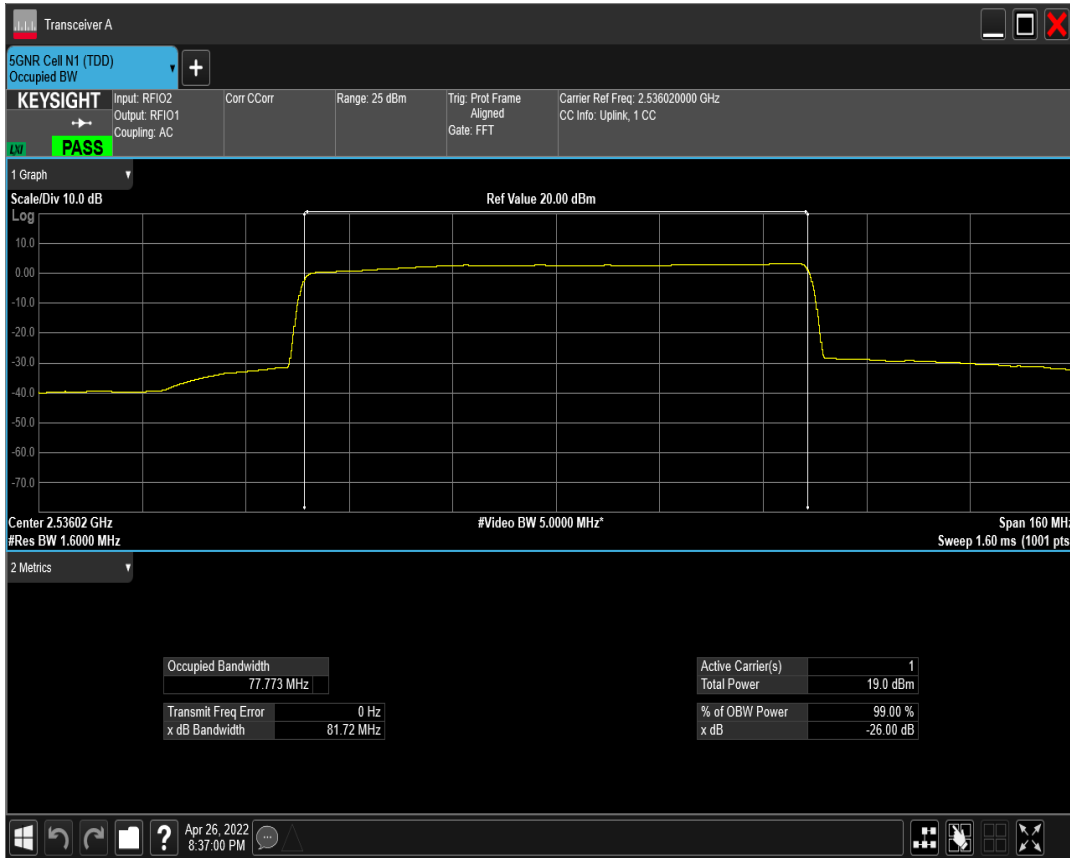 Transceiver A
5GNR Cell N1 (TDD)
Occupied BW
+
KEYSIGHT
LXI
PASS
Input: RFIO2
Output: RFIO1
Coupling: AC
Corr CCorr
Range: 25 dBm
Trig: Prot Frame
Aligned
Gate: FFT
Carrier Ref Freq: 2.536020000 GHz
CC Info: Uplink, 1 CC
1 Graph
Scale/Div 10.0 dB
Ref Value 20.00 dBm
Log
10.0
0.00
-10.0
-20.0
-30.0
-40.0
-50.0
-60.0
-70.0
Center 2.53602 GHz
#Video BW 5.0000 MHz*
Span 160 MHz
#Res BW 1.6000 MHz
Sweep 1.60 ms (1001 pts
2 Metrics
Occupied Bandwidth
77.773 MHz
Transmit Freq Error 0 Hz
x dB Bandwidth 81.72 MHz
Active Carrier(s) 1
Total Power 19.0 dBm
% of OBW Power 99.00 %
x dB -26.00 dB
?
Apr 26, 2022
8:37:00 PM